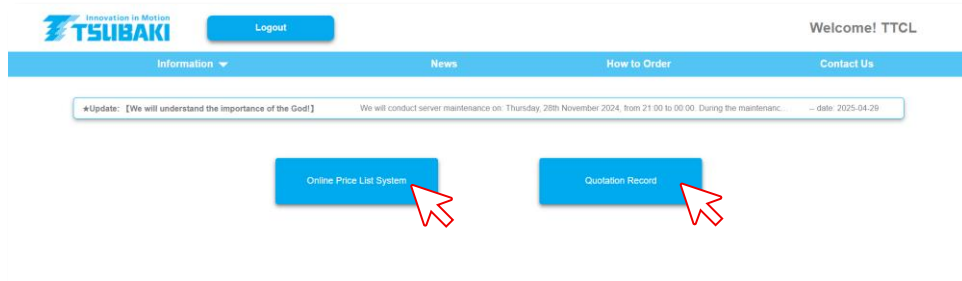 Innovation in Motion
TSUBAKI
Logout
Welcome! TTCL
Information
News
How to Order
Contact Us
★Update:【We will understand the importance of the God!】 We will conduct server maintenance on: Thursday, 28th November 2024, from 21:00 to 00:00. During the maintenanc... -- date: 2025-04-29
Online Price List System
Quotation Record